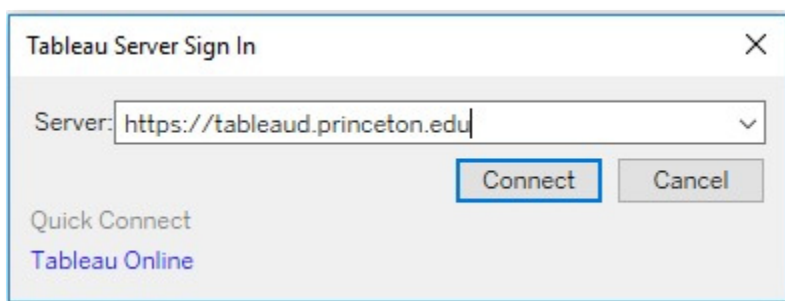 Tableau Server Sign In
Server: https://tableaud.princeton.edu
Connect Cancel
Quick Connect
Tableau Online